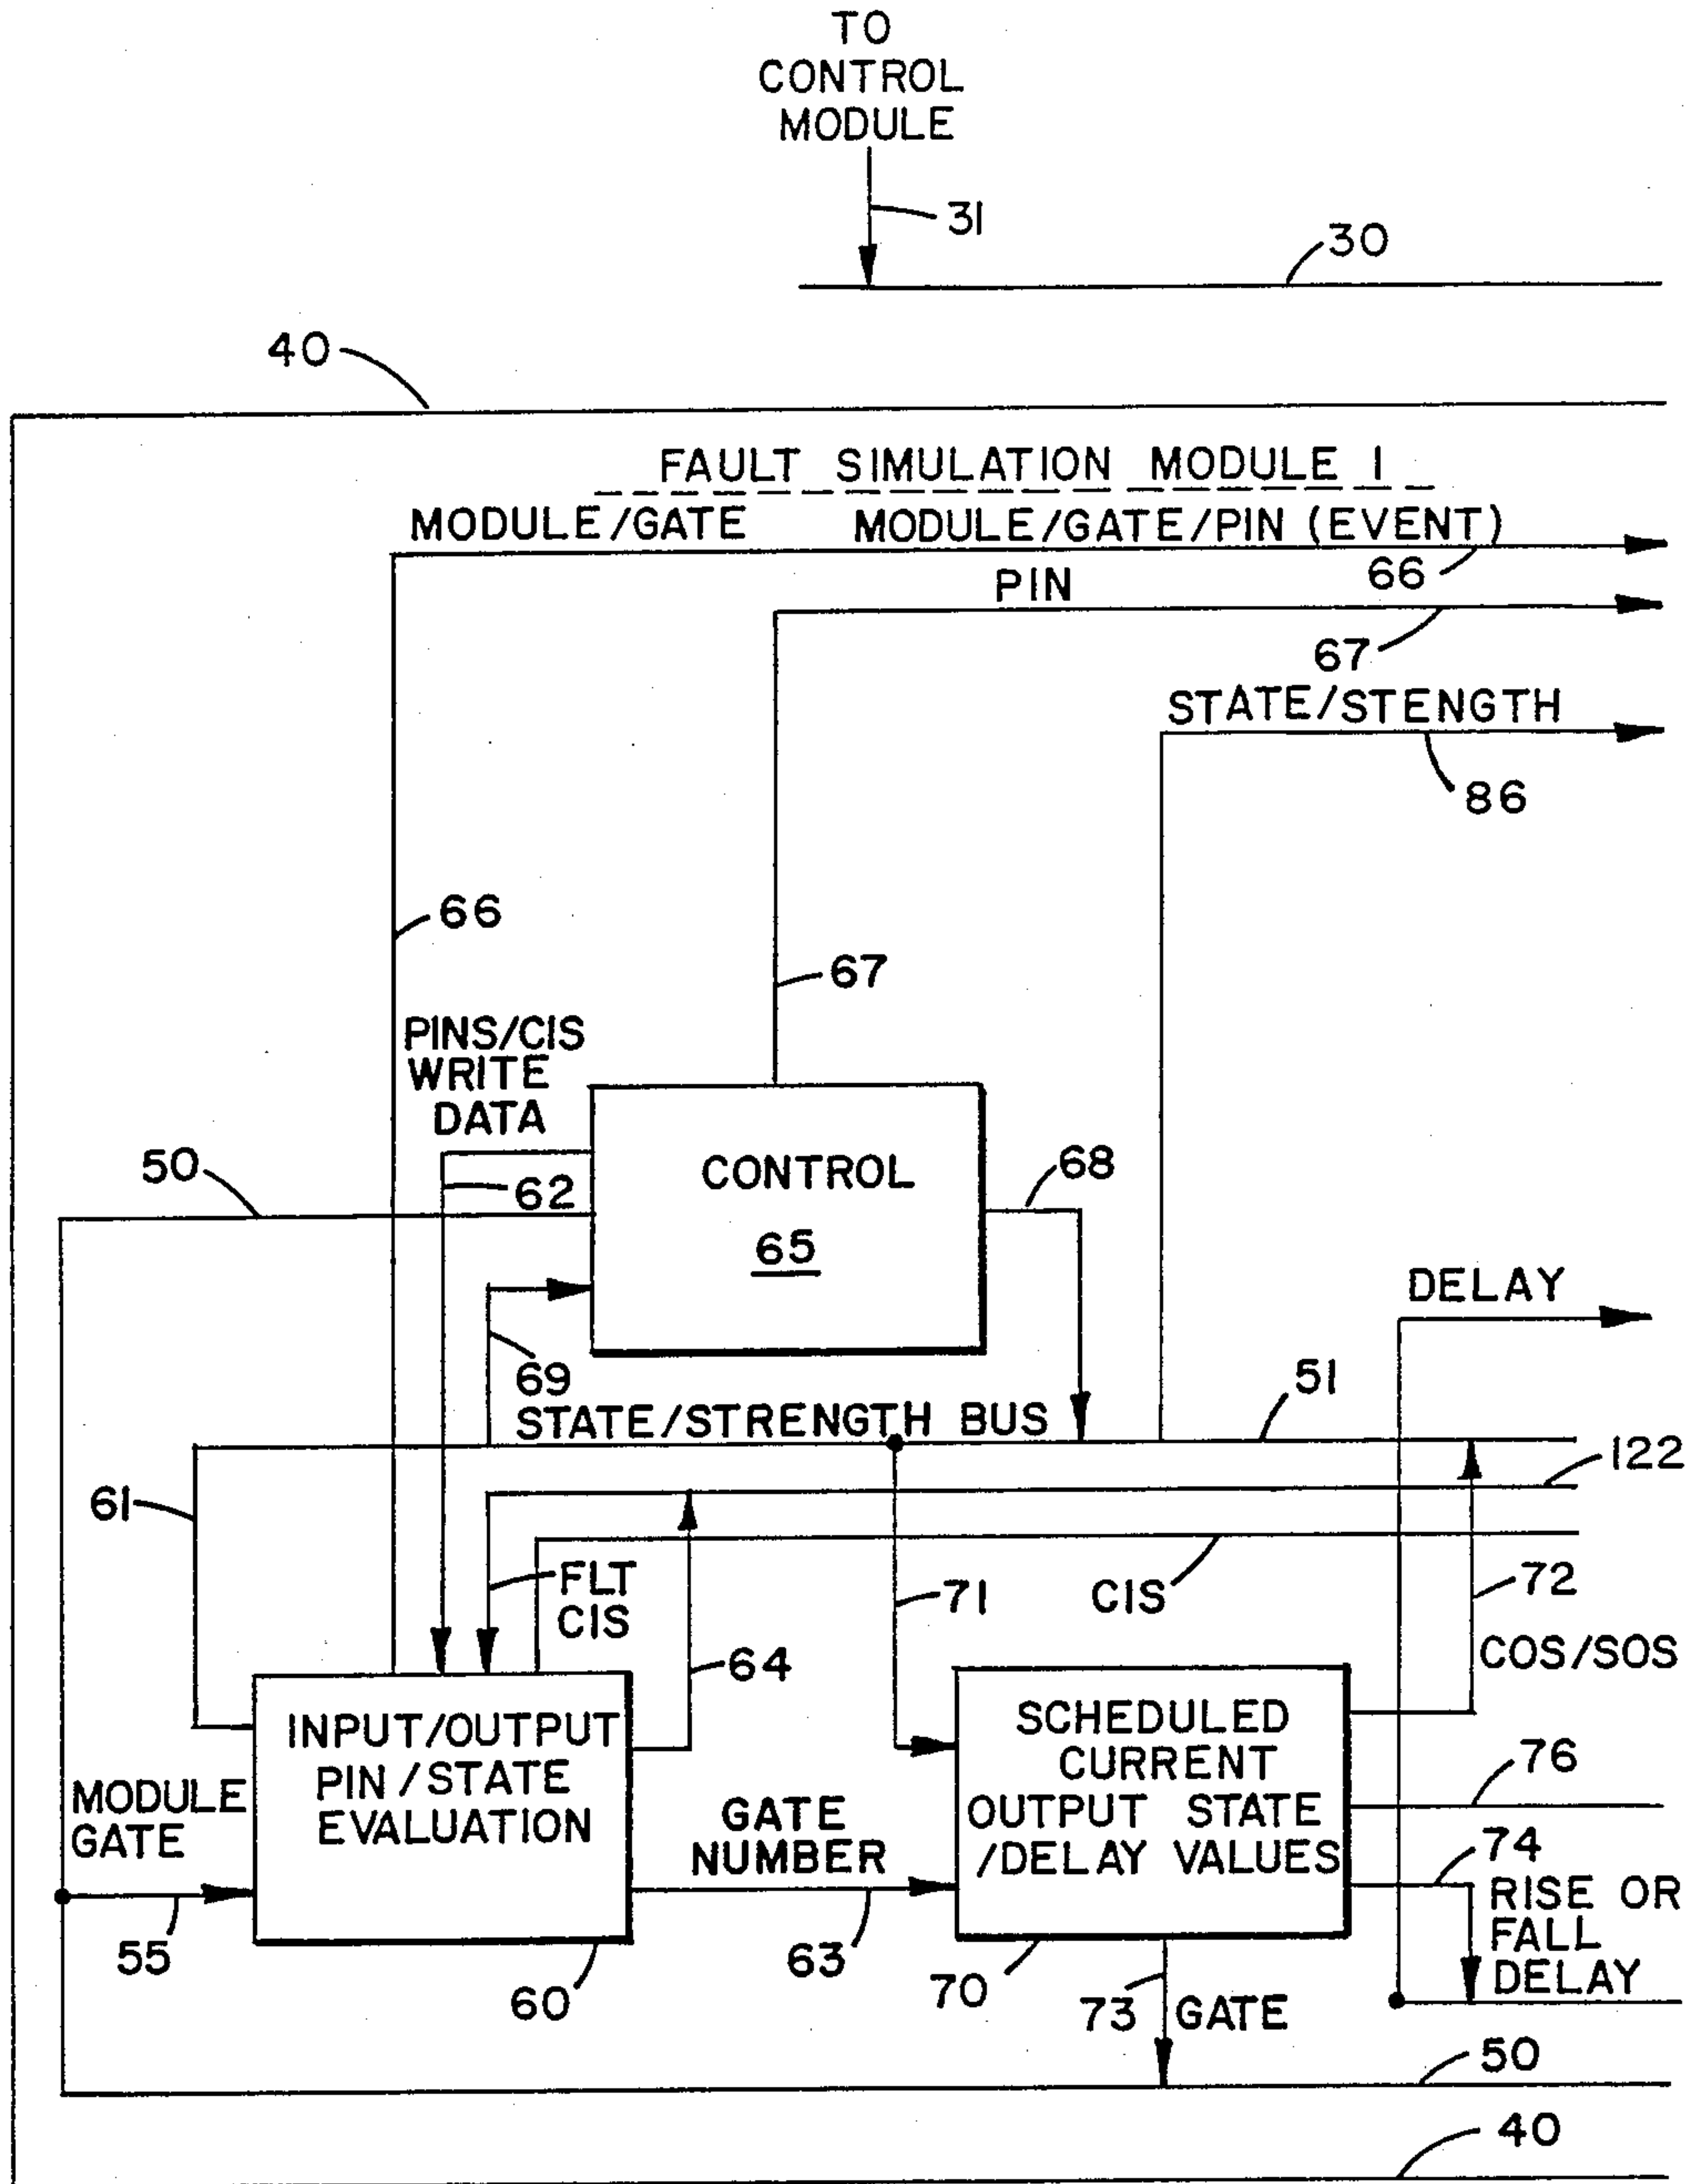 TO
CONTROL
MODULE
31
30
40
FAULT SIMULATION MODULE 1
MODULE/GATE MODULE/GATE/PIN (EVENT)
66
PIN
67
STATE/STENGTH
86
66
67
PINS/CIS
WRITE
DATA
50
62
CONTROL
65
68
DELAY
69
STATE/STRENGTH BUS
51
122
61
FLT
CIS
71
CIS
72
64
COS/SOS
INPUT/OUTPUT
PIN/STATE
EVALUATION
SCHEDULED
CURRENT
OUTPUT STATE
/DELAY VALUES
76
MODULE
GATE
GATE
NUMBER
74
RISE OR
FALL
DELAY
55
60
63
70
73
GATE
50
40